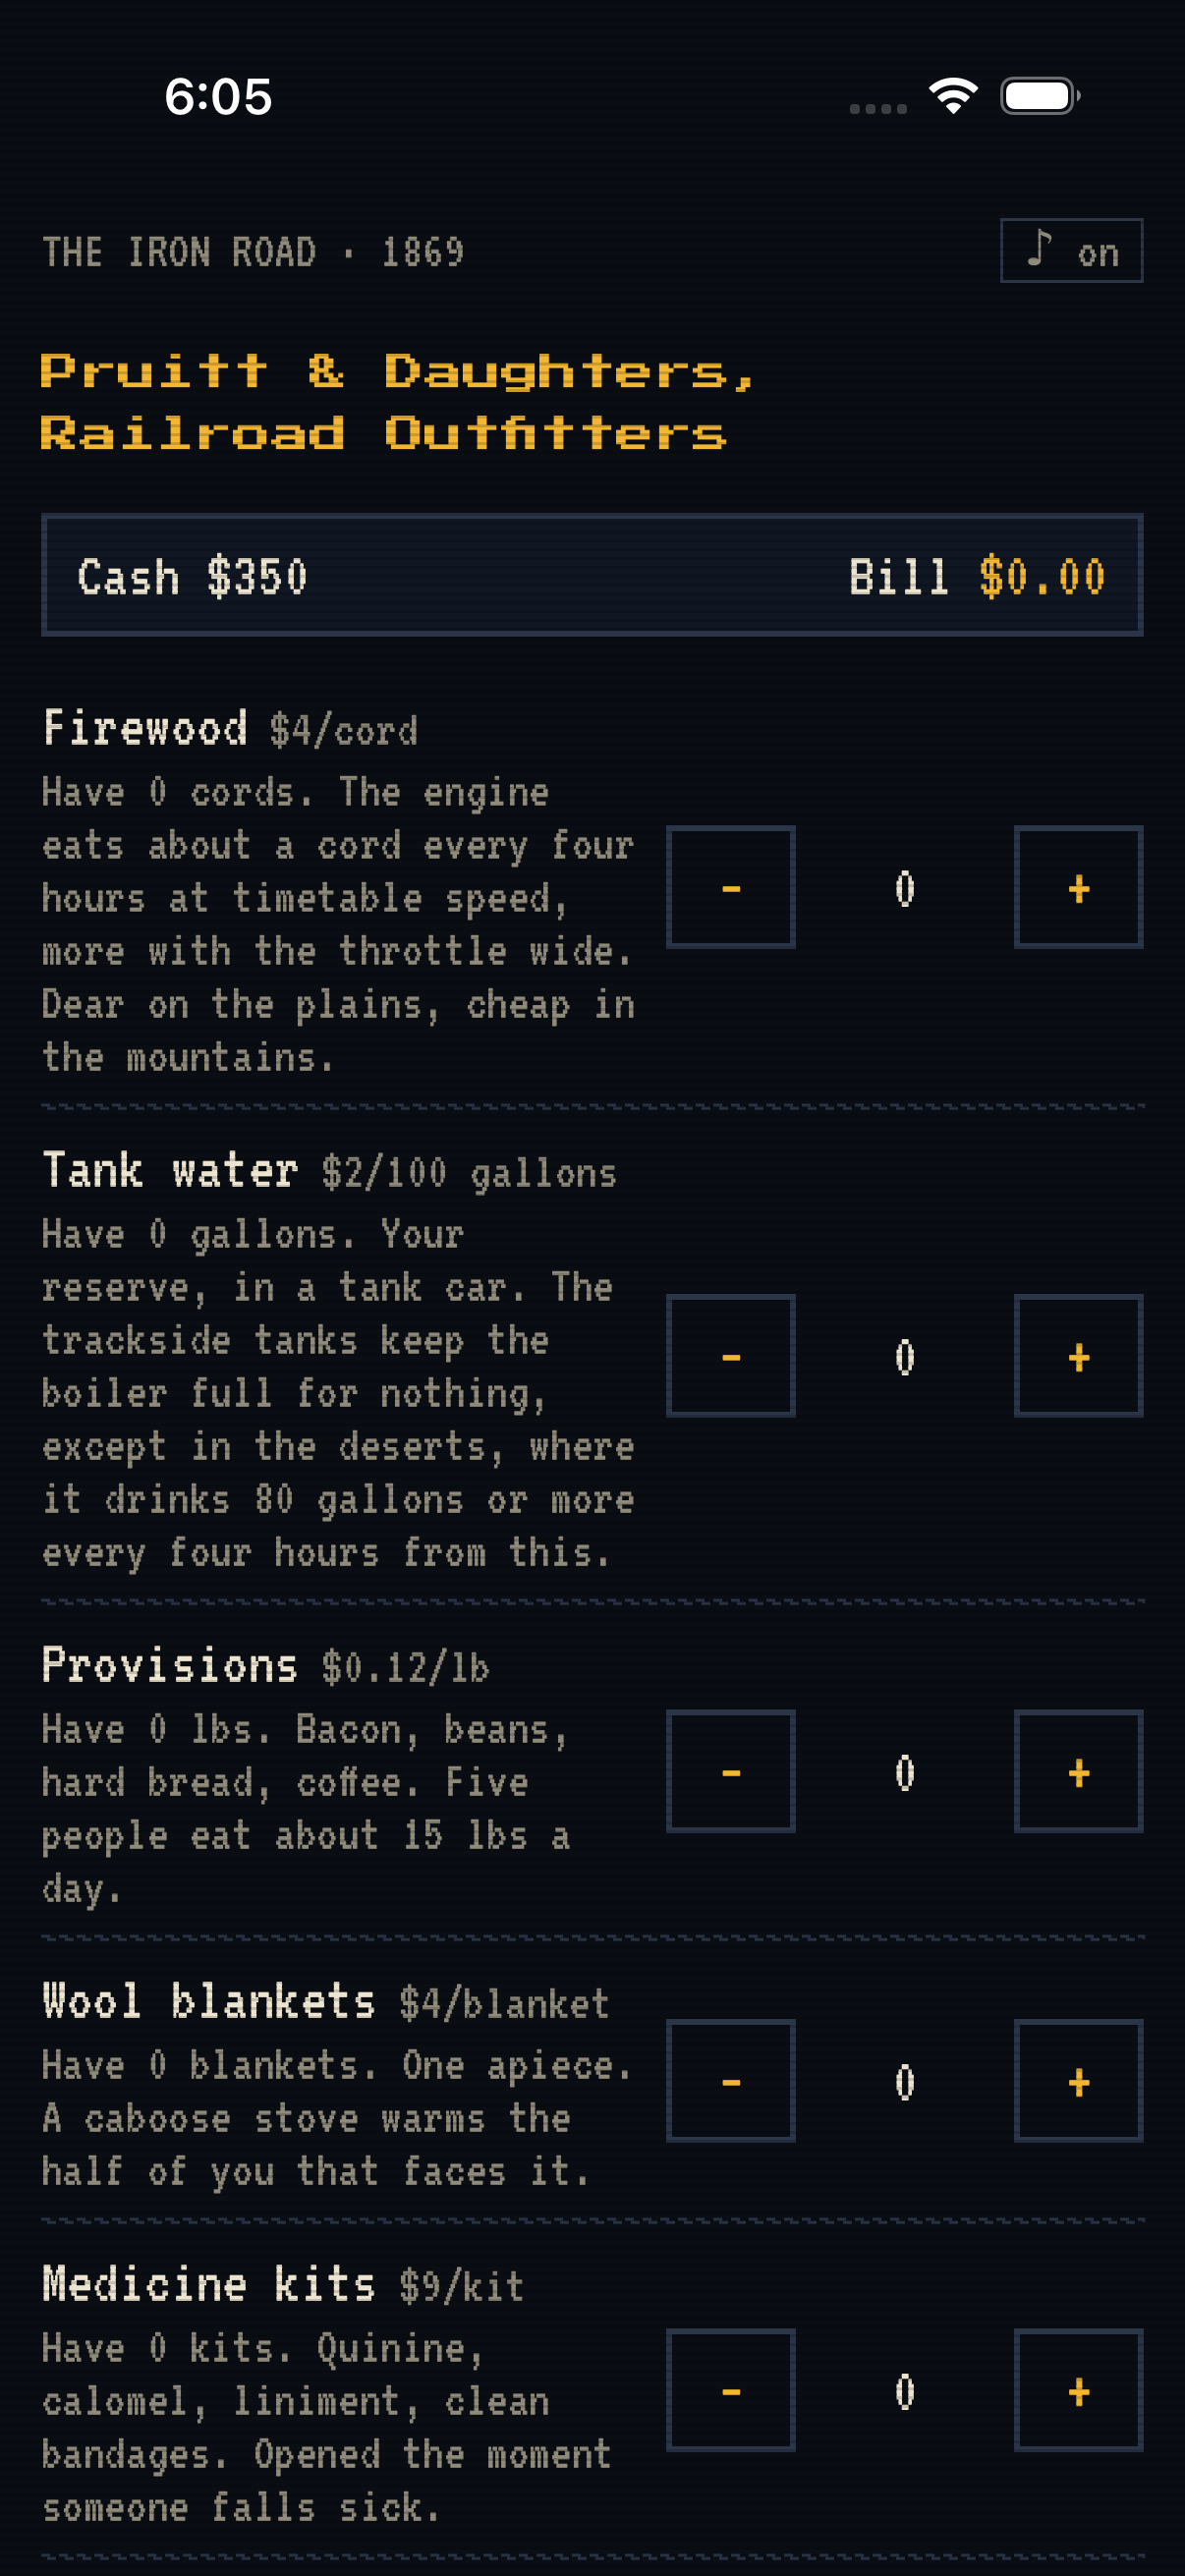 6:05
THE IRON ROAD · 1869
♪ on
Pruitt & Daughters,
Railroad Outfitters
Cash $350 Bill $0.00
Firewood $4/cord
Have 0 cords. The engine
eats about a cord every four
hours at timetable speed,
more with the throttle wide.
Dear on the plains, cheap in
the mountains.
- 0 +
Tank water $2/100 gallons
Have 0 gallons. Your
reserve, in a tank car. The
trackside tanks keep the
boiler full for nothing,
except in the deserts, where
it drinks 80 gallons or more
every four hours from this.
- 0 +
Provisions $0.12/lb
Have 0 lbs. Bacon, beans,
hard bread, coffee. Five
people eat about 15 lbs a
day.
- 0 +
Wool blankets $4/blanket
Have 0 blankets. One apiece.
A caboose stove warms the
half of you that faces it.
- 0 +
Medicine kits $9/kit
Have 0 kits. Quinine,
calomel, liniment, clean
bandages. Opened the moment
someone falls sick.
- 0 +